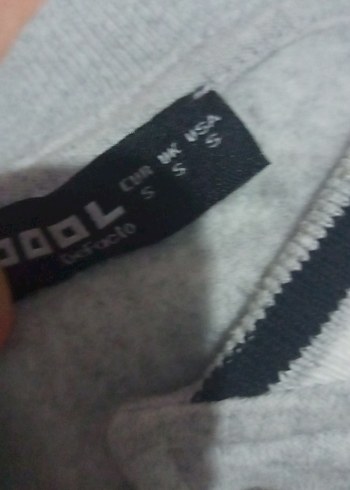 OOL
DeFacto
EUR UK USA
S S S